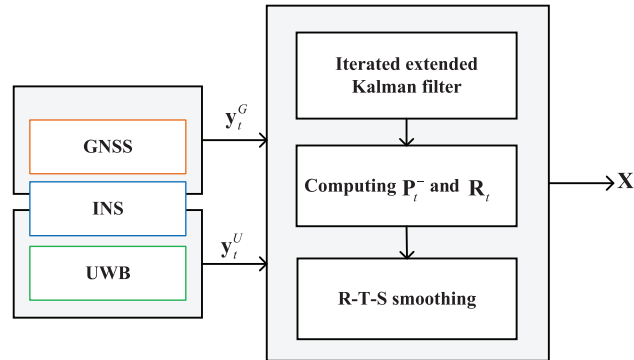 GNSS
INS
UWB
y_t^G
y_t^U
Iterated extended
Kalman filter
Computing P_t^- and R_t
R-T-S smoothing
X